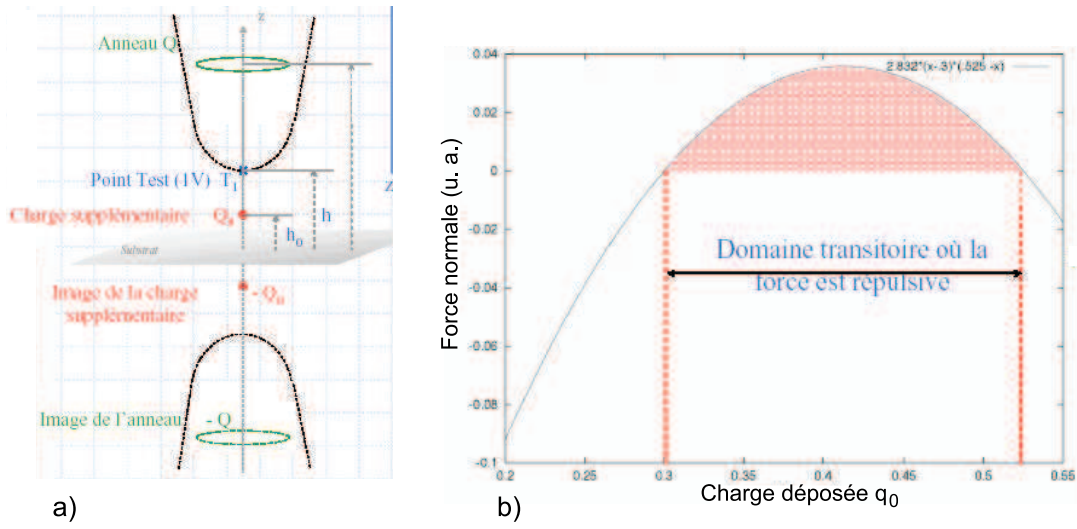 z
Anneau Q
Point Test (1V) T₁
Charge supplémentaire
h
h₀
Substrat
Image de la charge
supplémentaire
Image de l'anneau
- Q
a)
Force normale (u. a.)
0.04
0.02
0
-0.02
-0.04
-0.06
-0.08
-0.1
2.832*(x-.3)*(.525 -x)
Domaine transitoire où la
force est répulsive
0.2
0.25
0.3
0.35
0.4
0.45
0.5
0.55
Charge déposée q₀
b)